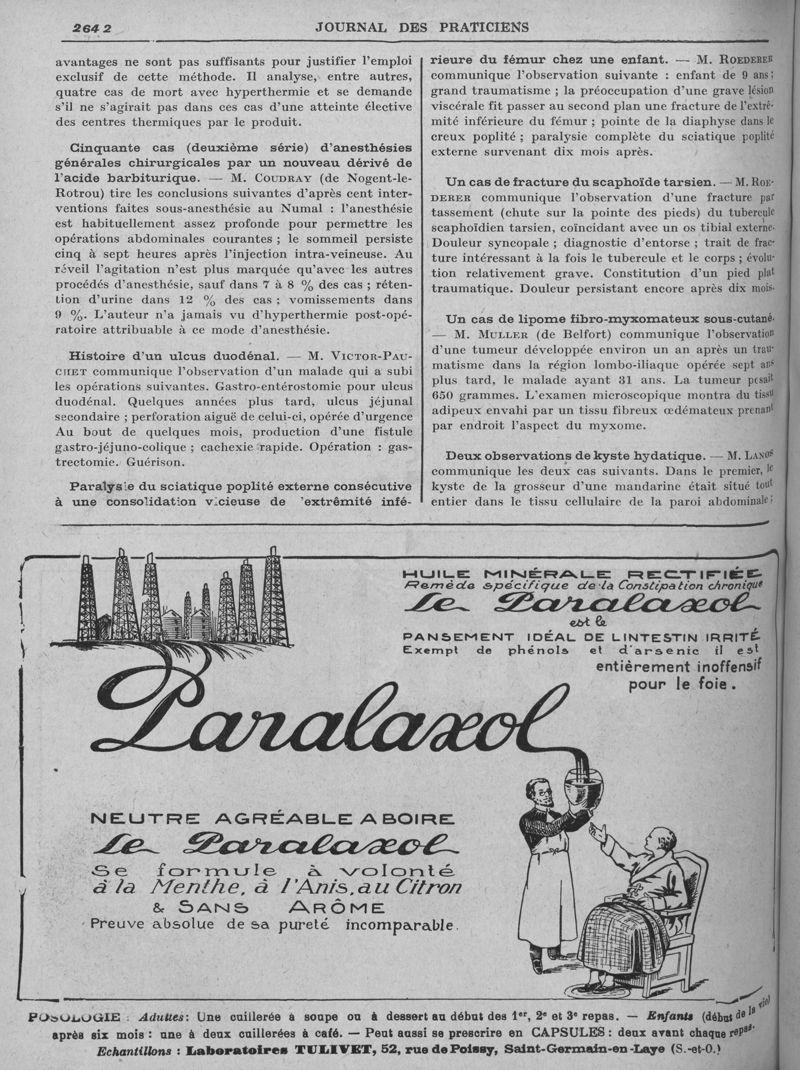 2642
JOURNAL DES PRATICIENS
avantages ne sont pas suffisants pour justifier l'emploi
exclusif de cette méthode. Il analyse, entre autres,
quatre cas de mort avec hyperthermie et se demande
s'il ne s'agirait pas dans ces cas d'une atteinte élective
des centres thermiques par le produit.
Cinquante cas (deuxième série) d'anesthésies
générales chirurgicales par un nouveau dérivé de
l'acide barbiturique. — M. COUDRAY (de Nogent-le-
Rotrou) tire les conclusions suivantes d'après cent inter-
ventions faites sous-anesthésie au Numal : l'anesthésie
est habituellement assez profonde pour permettre les
opérations abdominales courantes ; le sommeil persiste
cinq à sept heures après l'injection intra-veineuse. Au
réveil l'agitation n'est plus marquée qu'avec les autres
procédés d'anesthésie, sauf dans 7 à 8 % des cas ; réten-
tion d'urine dans 12 % des cas ; vomissements dans
9 %. L'auteur n'a jamais vu d'hyperthermie post-opé-
ratoire attribuable à ce mode d'anesthésie.
Histoire d'un ulcus duodénal. — M. VICTOR-PAU-
CHET communique l'observation d'un malade qui a subi
les opérations suivantes. Gastro-entérostomie pour ulcus
duodénal. Quelques années plus tard, ulcus jéjunal
secondaire ; perforation aiguë de celui-ci, opérée d'urgence
Au bout de quelques mois, production d'une fistule
gastro-jéjuno-colique ; cachexie rapide. Opération : gas-
trectomie. Guérison.
Paralysie du sciatique poplité externe consécutive
à une consolidation vicieuse de 'extrêmité infé-
rieure du fémur chez une enfant. — M. ROEDERER
communique l'observation suivante : enfant de 9 ans ;
grand traumatisme ; la préoccupation d'une grave lésion
viscérale fit passer au second plan une fracture de l'extrê-
mité inférieure du fémur ; pointe de la diaphyse dans le
creux poplité ; paralysie complète du sciatique poplité
externe survenant dix mois après.
Un cas de fracture du scaphoïde tarsien. — M. ROE-
DERER communique l'observation d'une fracture par
tassement (chute sur la pointe des pieds) du tubercule
scaphoïdien tarsien, coïncidant avec un os tibial externe.
Douleur syncopale ; diagnostic d'entorse ; trait de frac-
ture intéressant à la fois le tubercule et le corps ; évolu-
tion relativement grave. Constitution d'un pied plat
traumatique. Douleur persistant encore après dix mois.
Un cas de lipome fibro-myxomateux sous-cutané.
— M. MULLER (de Belfort) communique l'observation
d'une tumeur développée environ un an après un trau-
matisme dans la région lombo-iliaque opérée sept ans
plus tard, le malade ayant 31 ans. La tumeur pesait
650 grammes. L'examen microscopique montra du tissu
adipeux envahi par un tissu fibreux œdémateux prenant
par endroit l'aspect du myxome.
Deux observations de kyste hydatique. — M. LANOS
communique les deux cas suivants. Dans le premier, le
kyste de la grosseur d'une mandarine était situé tout
entier dans le tissu cellulaire de la paroi abdominale ;
HUILE MINÉRALE RECTIFIÉE
Remède spécifique de la Constipation chronique
Le Paralaxol
est le
PANSEMENT IDÉAL DE L'INTESTIN IRRITÉ
Exempt de phénols et d'arsenic il est
entièrement inoffensif
pour le foie.
Paralaxol
NEUTRE AGRÉABLE A BOIRE
Le Paralaxol
Se formule à volonté
à la Menthe, à l'Anis, au Citron
& SANS ARÔME
Preuve absolue de sa pureté incomparable.
POSOLOGIE : Adultes : Une cuillerée à soupe ou à dessert au début des 1er, 2e et 3e repas. — Enfants (début de la vie)
après six mois : une à deux cuillerées à café. — Peut aussi se prescrire en CAPSULES : deux avant chaque repas.
Echantillons : Laboratoires TULIVET, 52, rue de Poissy, Saint-Germain-en-Laye (S.-et-O.)